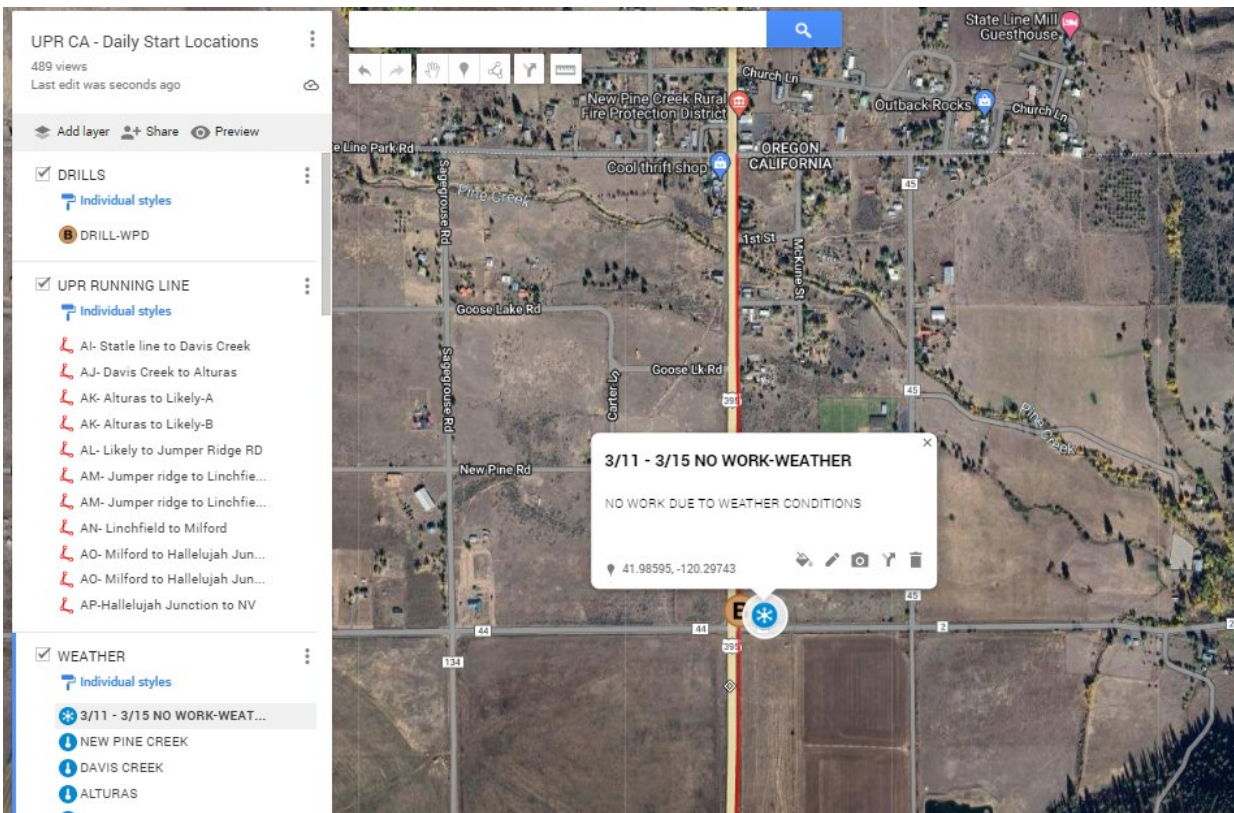 UPR CA - Daily Start Locations
489 views
Last edit was seconds ago
Add layer
Share
Preview
DRILLS
Individual styles
B DRILL-WPD
UPR RUNNING LINE
Individual styles
AI- Statle line to Davis Creek
AJ- Davis Creek to Alturas
AK- Alturas to Likely-A
AK- Alturas to Likely-B
AL- Likely to Jumper Ridge RD
AM- Jumper ridge to Linchfie...
AM- Jumper ridge to Linchfie...
AN- Linchfield to Milford
AO- Milford to Hallelujah Jun...
AO- Milford to Hallelujah Jun...
AP-Hallelujah Junction to NV
WEATHER
Individual styles
3/11 - 3/15 NO WORK-WEAT...
NEW PINE CREEK
DAVIS CREEK
ALTURAS
State Line Mill
Guesthouse
Church Ln
New Pine Creek Rural
Fire Protection District
Outback Rocks
Church Ln
e Line Park Rd
OREGON
CALIFORNIA
Cool thrift shop
Sagegrouse Rd
Pine Creek
45
1st St
McKune St
Goose Lake Rd
Sagegrouse Rd
Carter Ln
Goose Lk Rd
395
45
Pine Creek
New Pine Rd
3/11 - 3/15 NO WORK-WEATHER
NO WORK DUE TO WEATHER CONDITIONS
41.98595, -120.29743
45
B
44
44
2
2
395
134